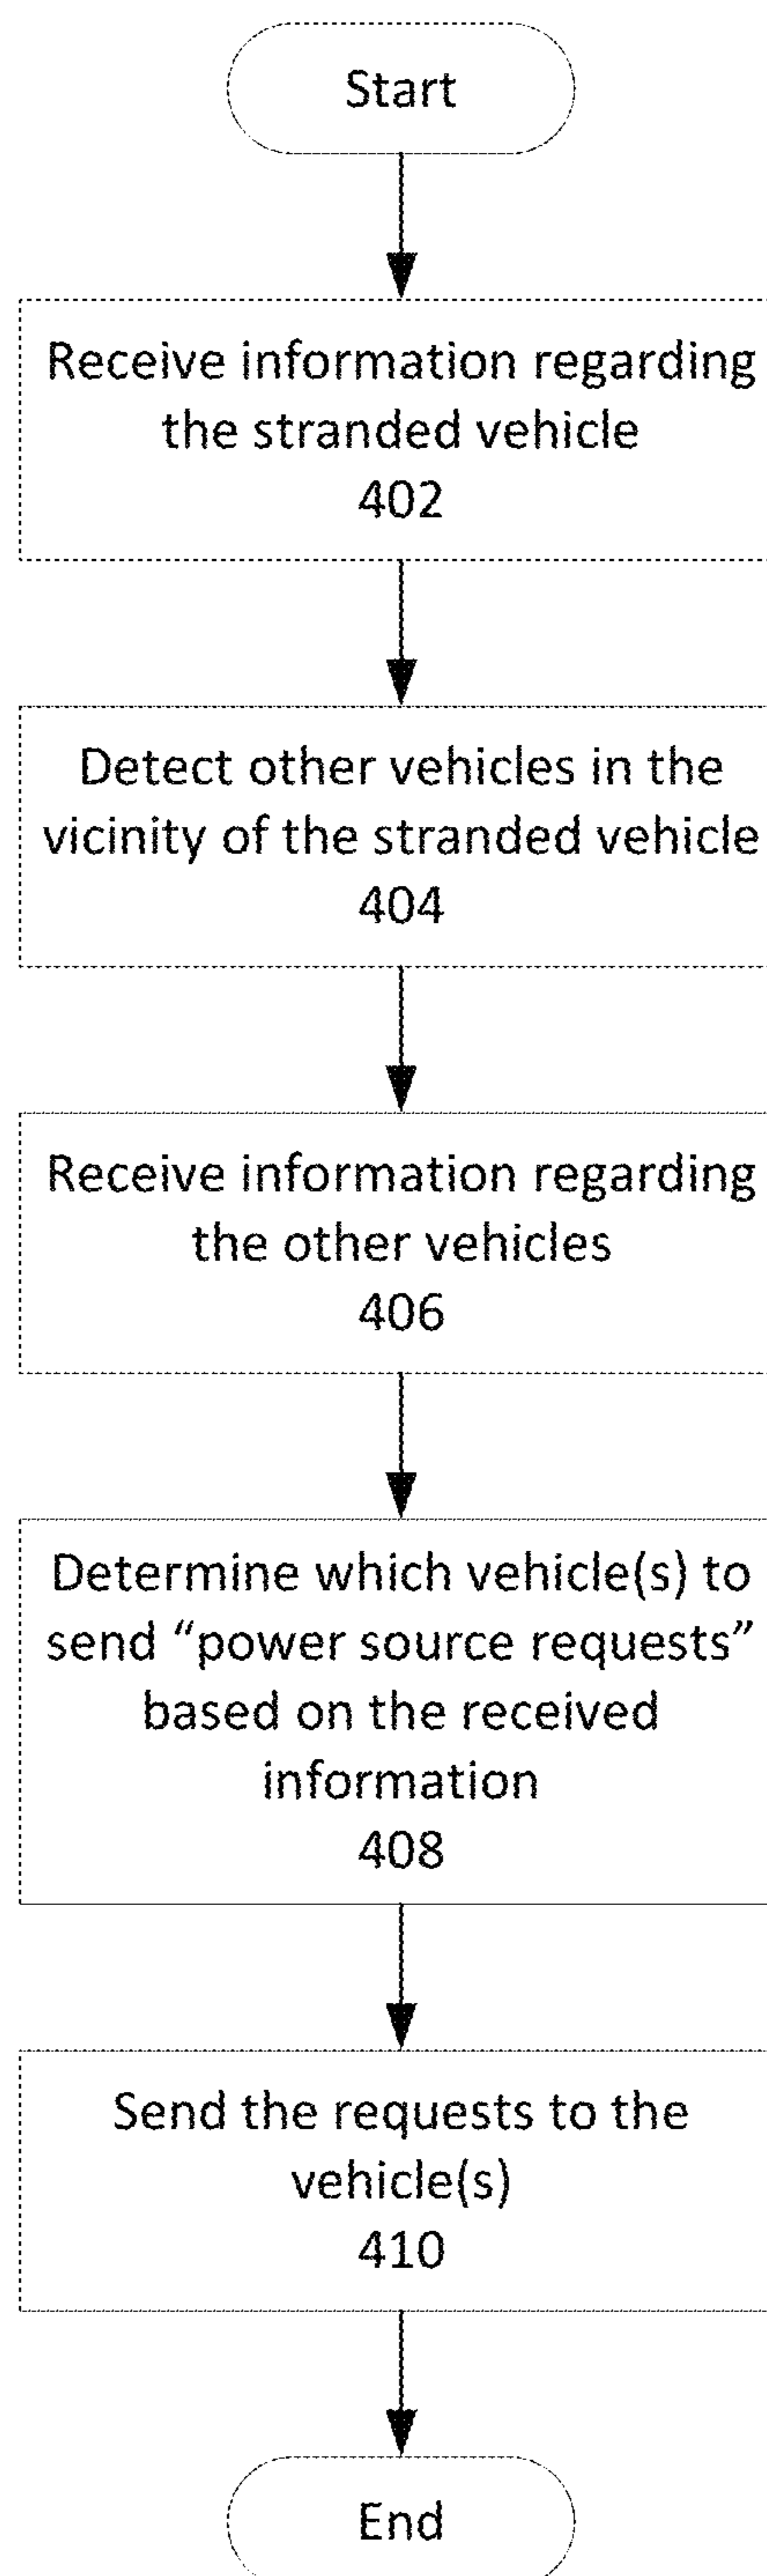 Start
Receive information regarding
the stranded vehicle
402
Detect other vehicles in the
vicinity of the stranded vehicle
404
Receive information regarding
the other vehicles
406
Determine which vehicle(s) to
send “power source requests”
based on the received
information
408
Send the requests to the
vehicle(s)
410
End